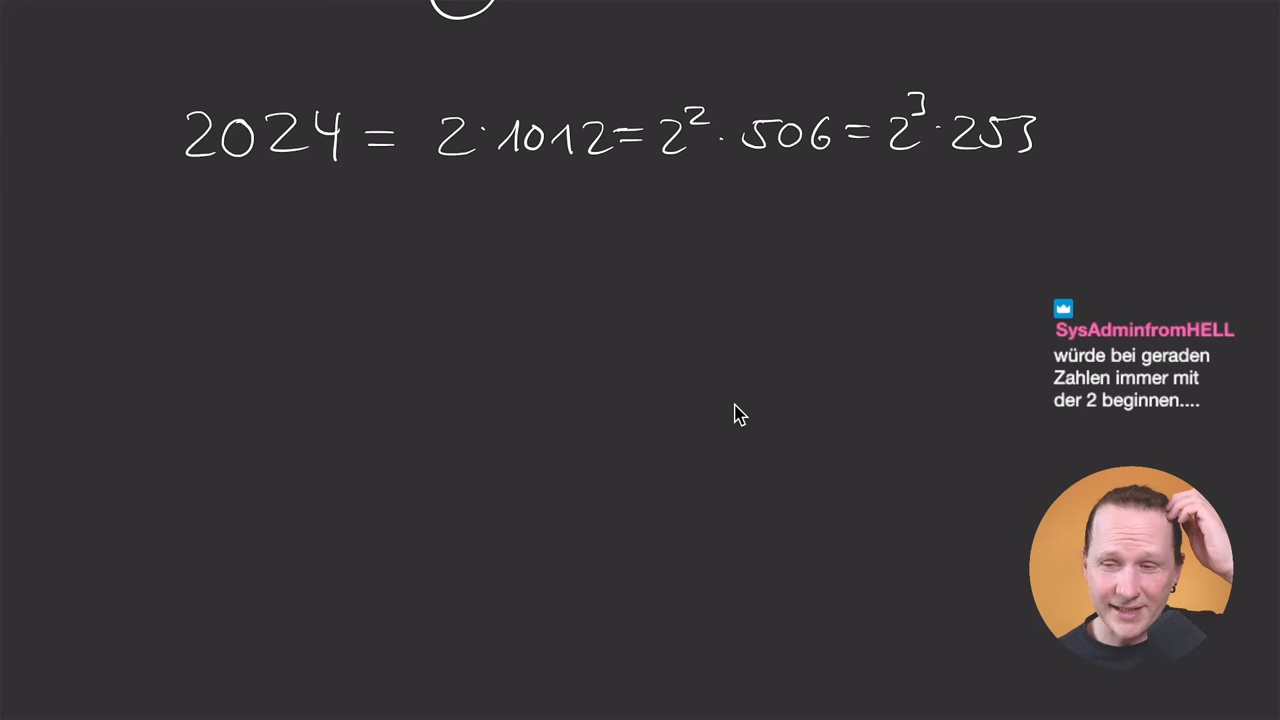 2024 = 2·1012 = 2² · 506 = 2³ · 253
SysAdminfromHELL
würde bei geraden
Zahlen immer mit
der 2 beginnen....